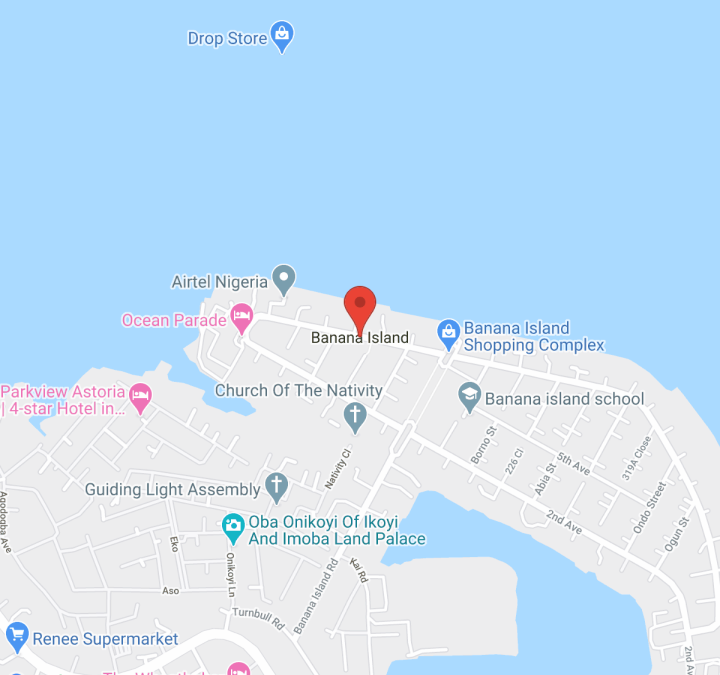 Drop Store
Airtel Nigeria
Ocean Parade
Banana Island
Banana Island
Shopping Complex
Parkview Astoria
| 4-star Hotel in...
Church Of The Nativity
Banana island school
Nativity Cl
Borno St
226 Cl
Abia St
5th Ave
319A Close
Ondo Street
Ogun St
2nd Ave
Guiding Light Assembly
Oba Onikoyi Of Ikoyi
And Imoba Land Palace
Agodogba Ave
Eko
Onikoyi Ln
Aso
Turnbull Rd
Banana Island Rd
Kai Rd
Renee Supermarket
2nd Av